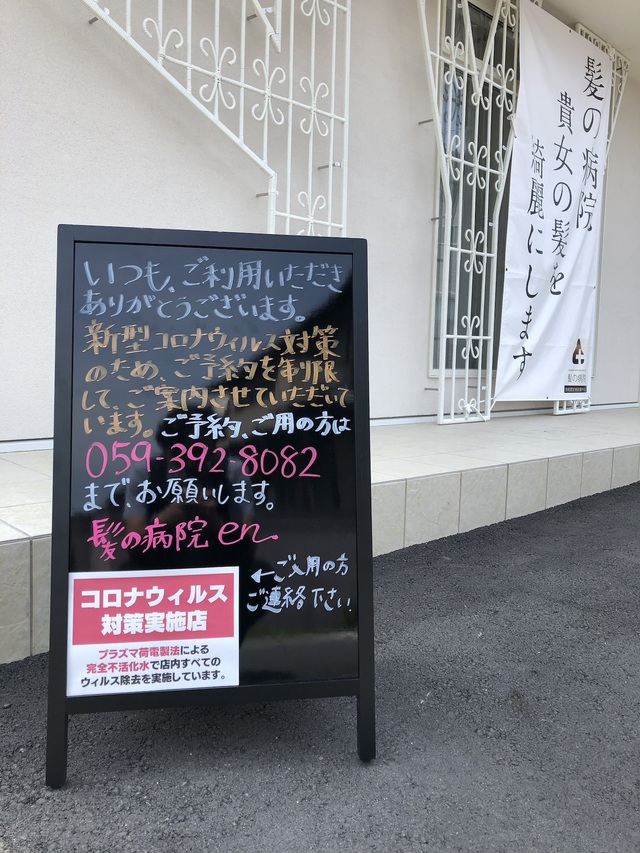 いつも、ご利用いただき
ありがとうございます。
新型コロナウィルス対策
のため、ご予約を制限
して、ご案内させていただいて
います。ご予約、ご用の方は
059-392-8082
まで、お願いします。
髪の病院 en
←ご入用の方
ご連絡下さい
コロナウィルス
対策実施店
プラズマ荷電製法による
完全不活化水で店内すべての
ウィルス除去を実施しています。
髪の病院
貴女の髪を
綺麗にします
髪の病院